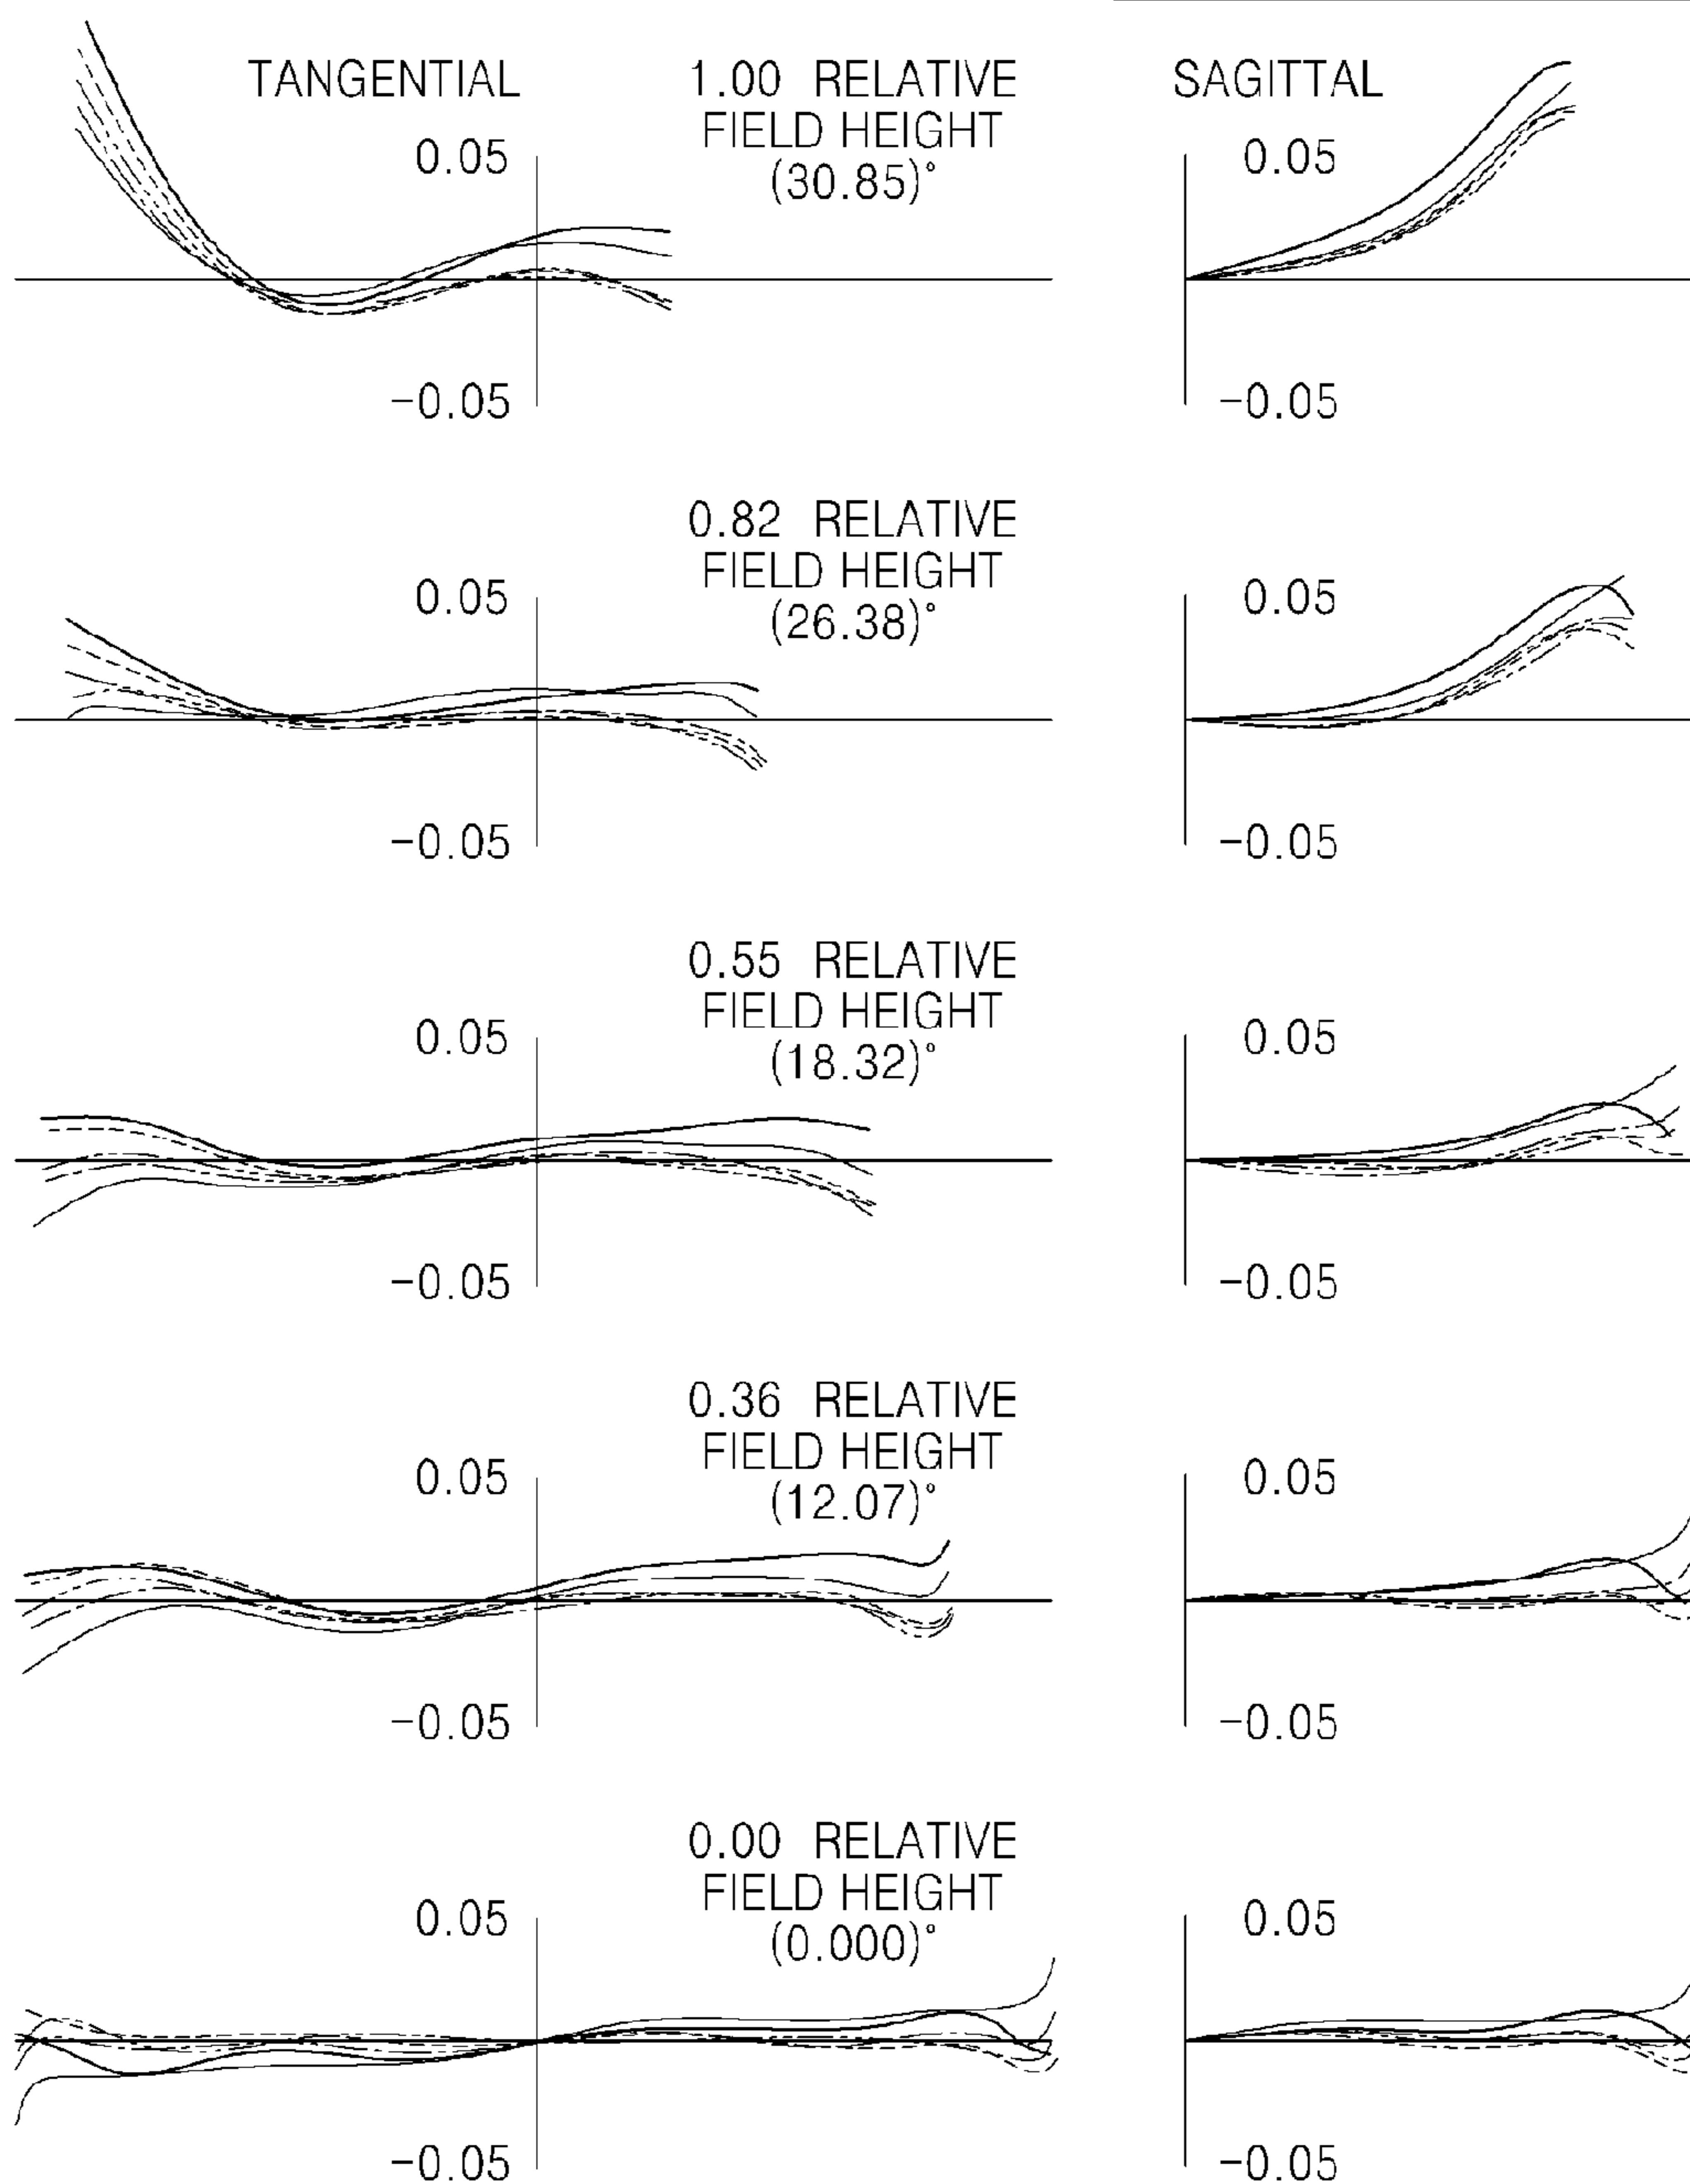 TANGENTIAL
1.00 RELATIVE
FIELD HEIGHT
(30.85)°
SAGITTAL
0.05
0.05
-0.05
-0.05
0.82 RELATIVE
FIELD HEIGHT
(26.38)°
0.05
0.05
-0.05
-0.05
0.55 RELATIVE
FIELD HEIGHT
(18.32)°
0.05
0.05
-0.05
-0.05
0.36 RELATIVE
FIELD HEIGHT
(12.07)°
0.05
0.05
-0.05
-0.05
0.00 RELATIVE
FIELD HEIGHT
(0.000)°
0.05
0.05
-0.05
-0.05